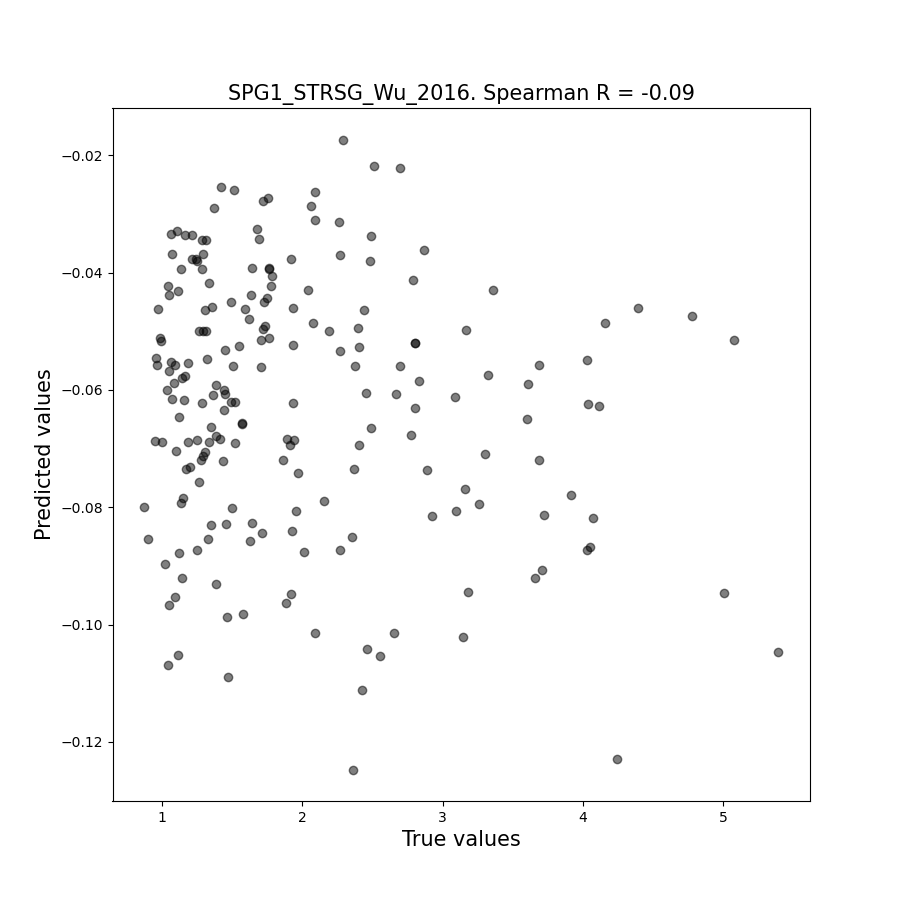 SPG1_STRSG_Wu_2016. Spearman R = -0.09
−0.02
−0.04
−0.06
−0.08
−0.10
−0.12
Predicted values
1 2 3 4 5
True values